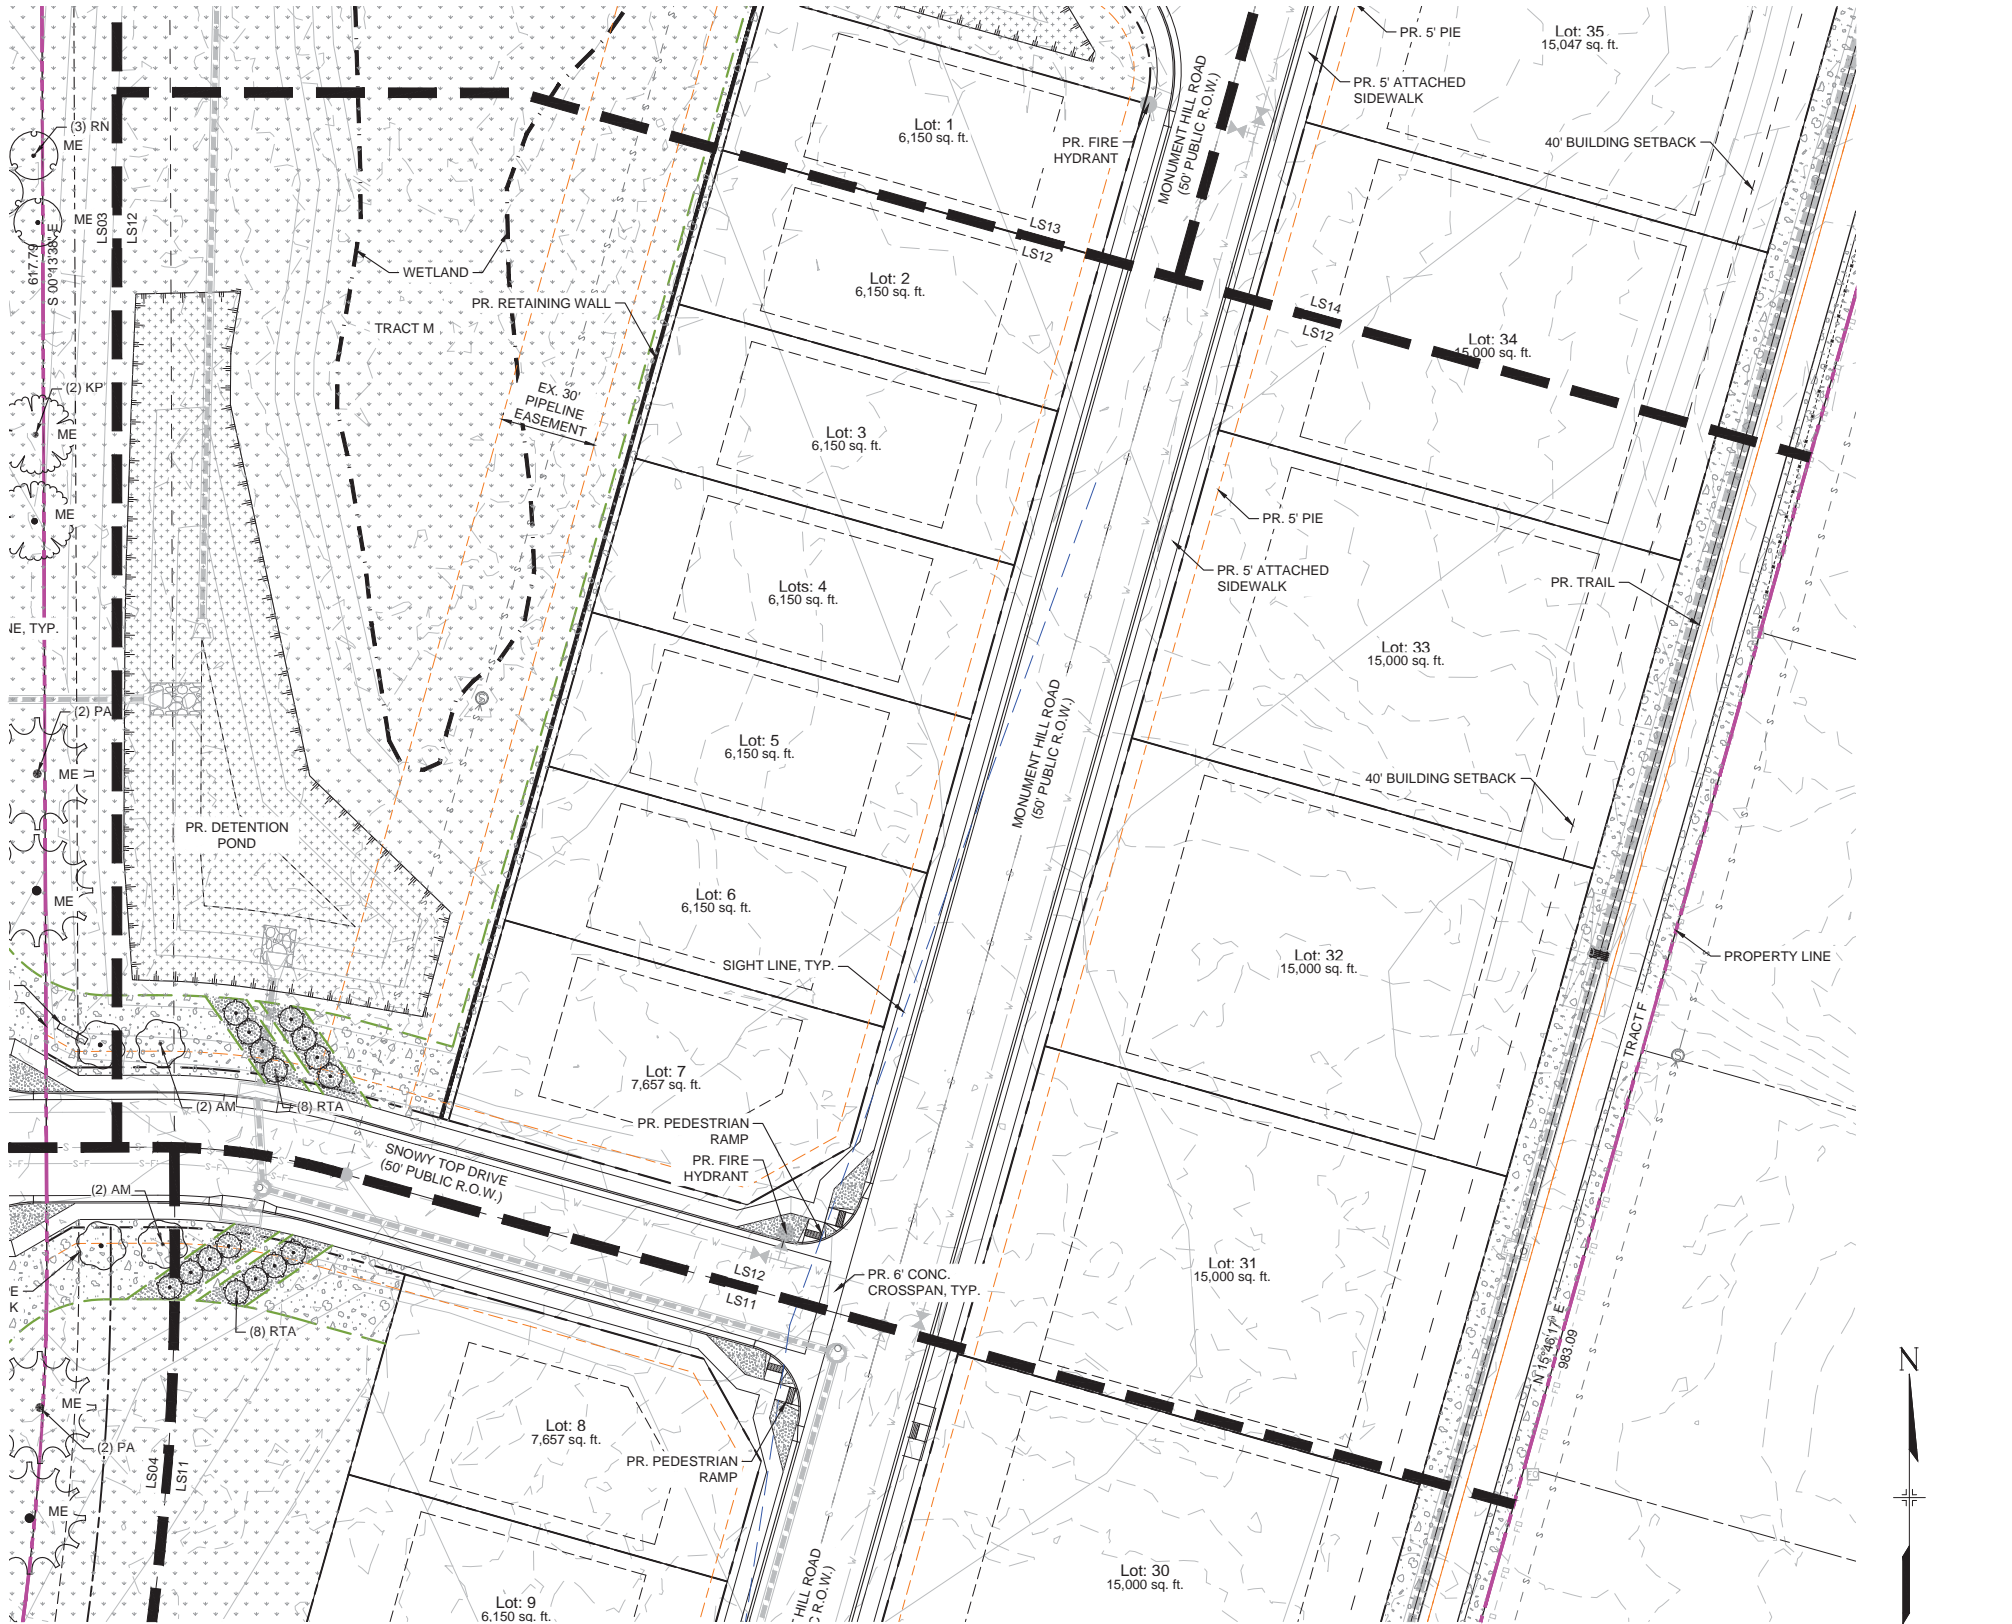 PR. 5' PIE
Lot: 35
15,047 sq. ft.
PR. 5' ATTACHED
SIDEWALK
MONUMENT HILL ROAD
(50' PUBLIC R.O.W.)
(3) RN
ME
Lot: 1
6,150 sq. ft.
PR. FIRE
HYDRANT
40' BUILDING SETBACK
ME
LS03
LS12
617.79
S 00°13'38" E
LS13
LS12
WETLAND
Lot: 2
6,150 sq. ft.
PR. RETAINING WALL
TRACT M
LS14
LS12
Lot: 34
15,000 sq. ft.
(2) KP
ME
EX. 30'
PIPELINE
EASEMENT
Lot: 3
6,150 sq. ft.
ME
PR. 5' PIE
PR. 5' ATTACHED
SIDEWALK
PR. TRAIL
Lots: 4
6,150 sq. ft.
NE, TYP.
Lot: 33
15,000 sq. ft.
(2) PA
ME
Lot: 5
6,150 sq. ft.
MONUMENT HILL ROAD
(50' PUBLIC R.O.W.)
40' BUILDING SETBACK
PR. DETENTION
POND
ME
Lot: 6
6,150 sq. ft.
SIGHT LINE, TYP.
Lot: 32
15,000 sq. ft.
PROPERTY LINE
TRACT F
Lot: 7
7,657 sq. ft.
(2) AM
(8) RTA
PR. PEDESTRIAN
RAMP
PR. FIRE
HYDRANT
SNOWY TOP DRIVE
(50' PUBLIC R.O.W.)
(2) AM
LS12
LS11
PR. 6' CONC.
CROSSPAN, TYP.
Lot: 31
15,000 sq. ft.
E
K
(8) RTA
N 15°46'17" E
983.09
N
ME
Lot: 8
7,657 sq. ft.
(2) PA
LS04
LS11
PR. PEDESTRIAN
RAMP
ME
HILL ROAD
C R.O.W.)
Lot: 30
15,000 sq. ft.
Lot: 9
6,150 sq. ft.